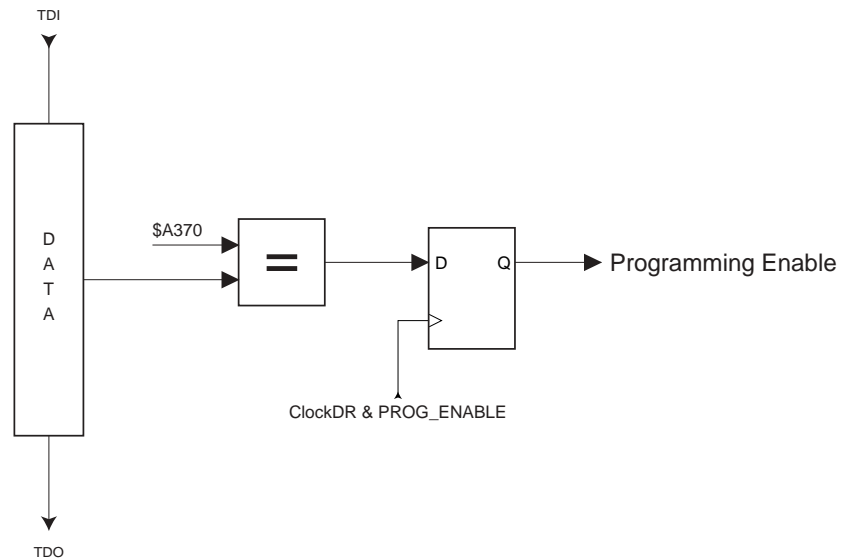 TDI
$A370
D
A
T
A
=
D
Q
Programming Enable
ClockDR & PROG_ENABLE
TDO